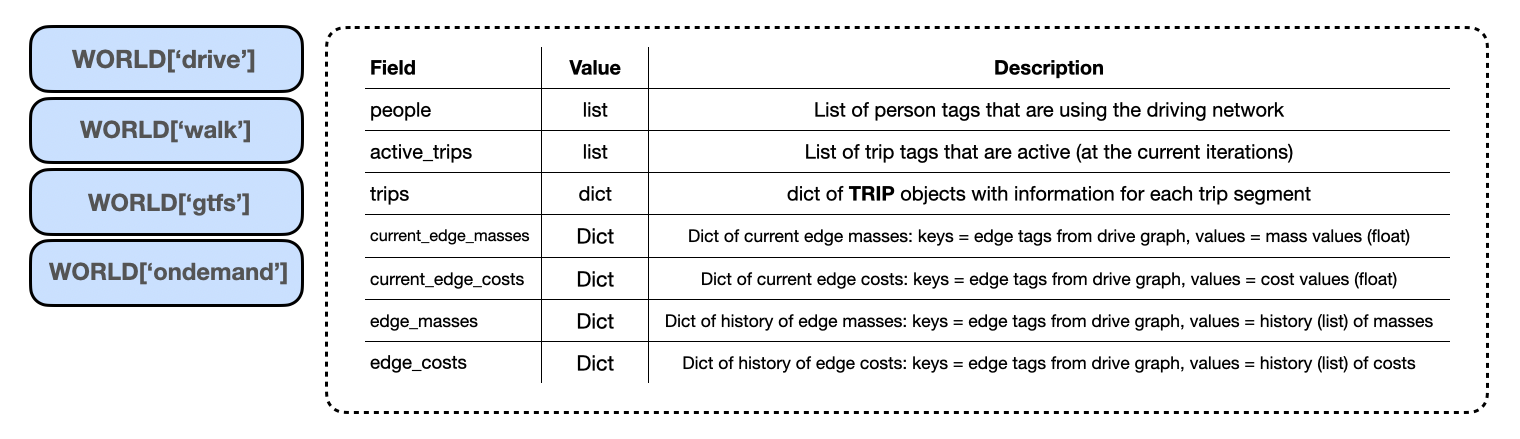 WORLD[‘drive’]
WORLD[‘walk’]
WORLD[‘gtfs’]
WORLD[‘ondemand’]
Field Value Description
people list List of person tags that are using the driving network
active_trips list List of trip tags that are active (at the current iterations)
trips dict dict of TRIP objects with information for each trip segment
current_edge_masses Dict Dict of current edge masses: keys = edge tags from drive graph, values = mass values (float)
current_edge_costs Dict Dict of current edge costs: keys = edge tags from drive graph, values = cost values (float)
edge_masses Dict Dict of history of edge masses: keys = edge tags from drive graph, values = history (list) of masses
edge_costs Dict Dict of history of edge costs: keys = edge tags from drive graph, values = history (list) of costs